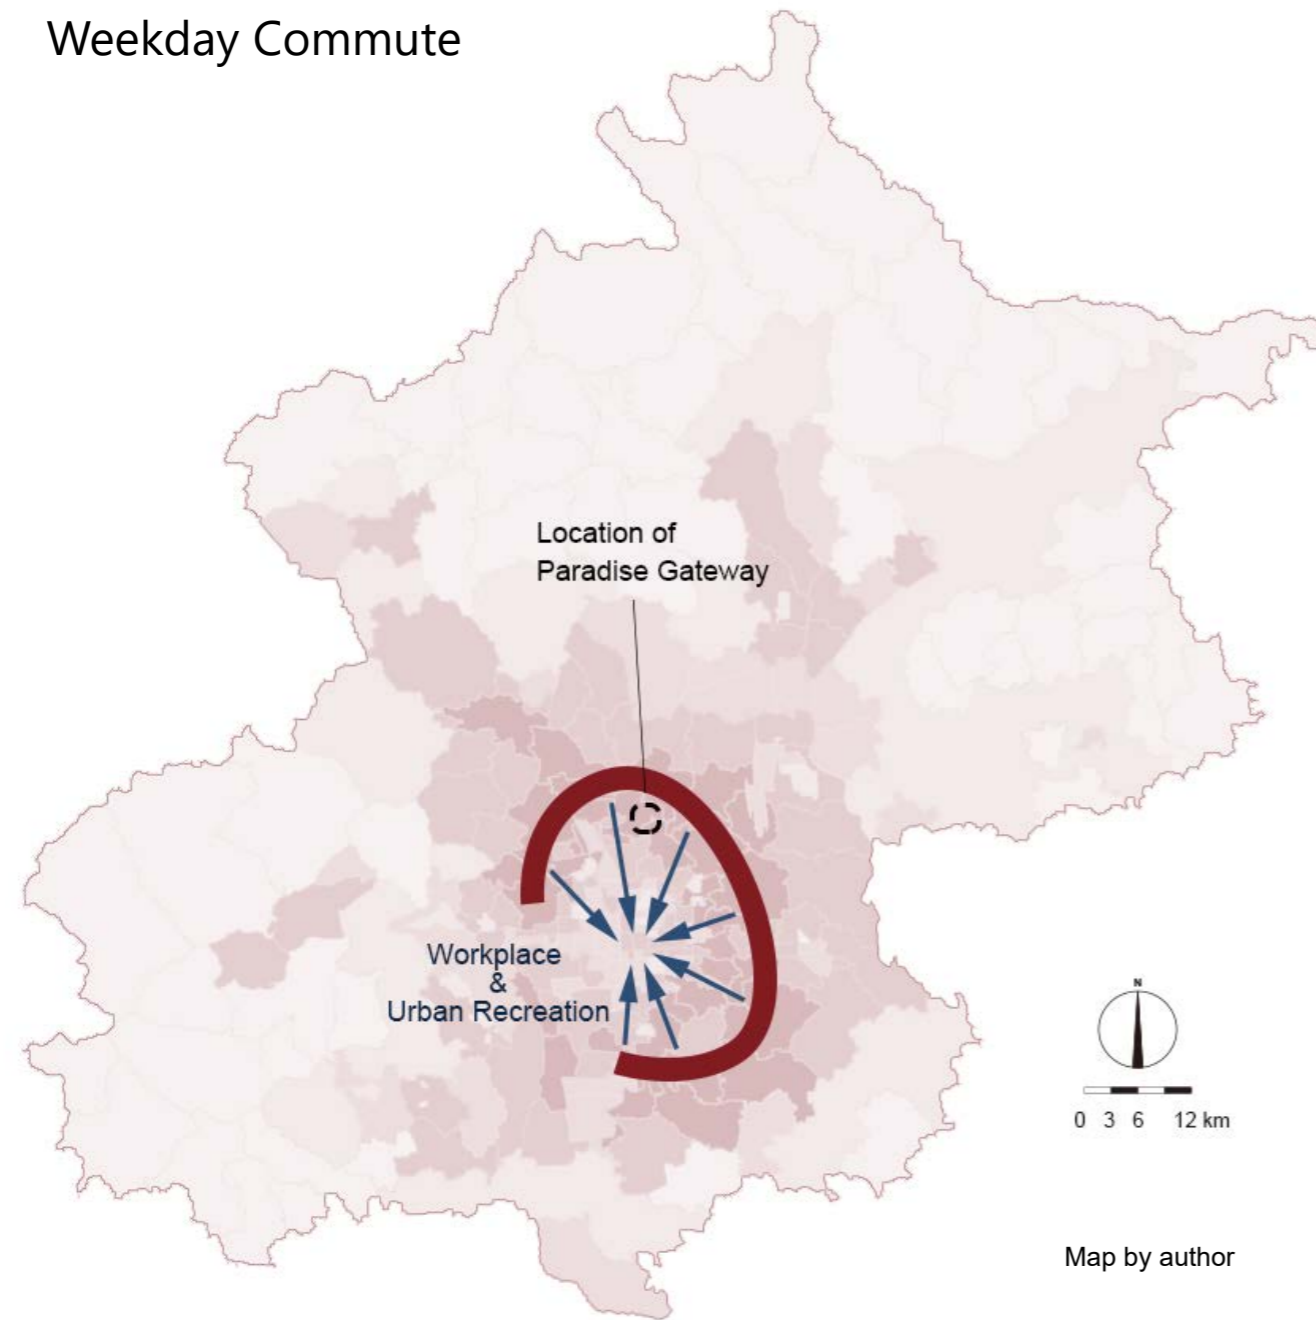 Weekday Commute
Location of
Paradise Gateway
Workplace
&
Urban Recreation
N
0 3 6 12 km
Map by author